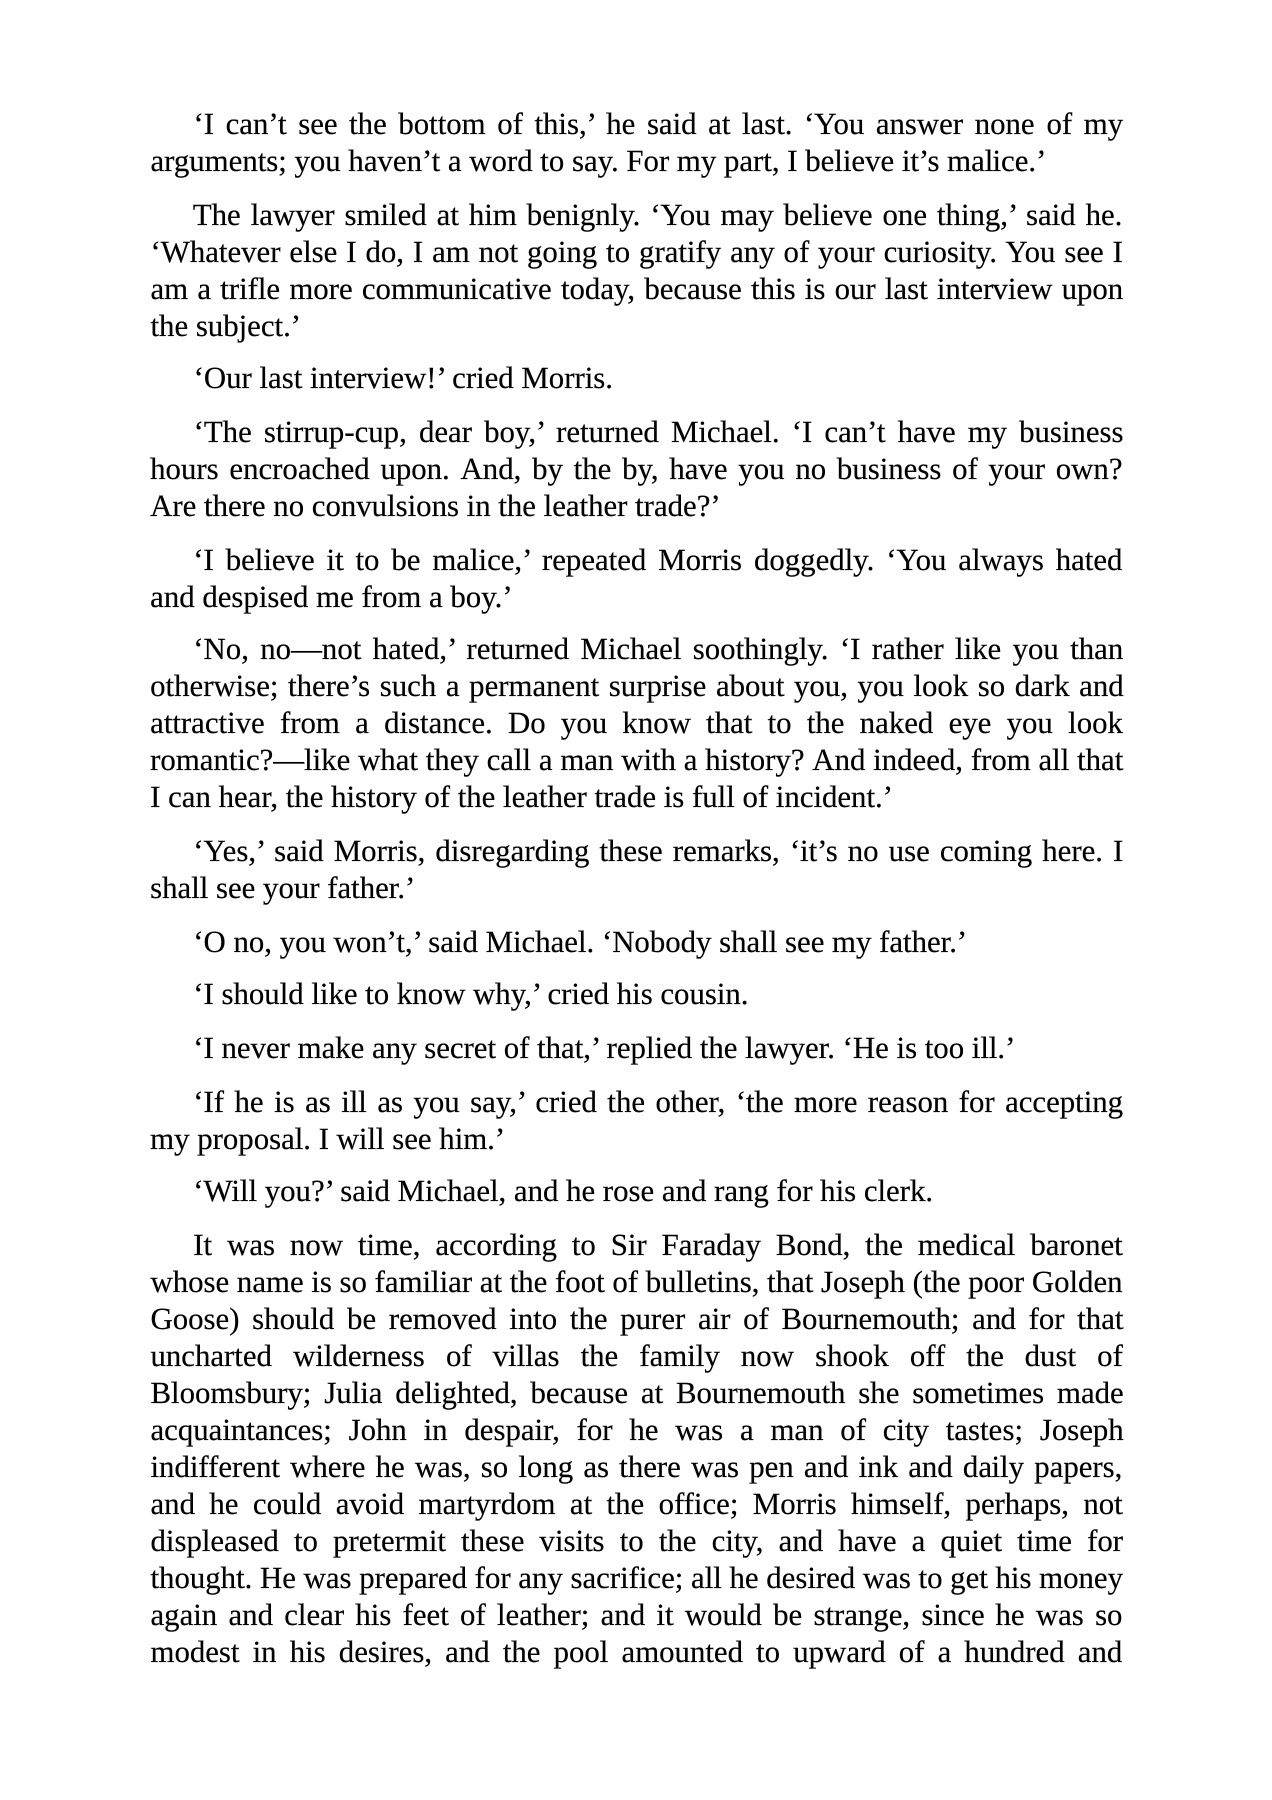 ‘I can’t see the bottom of this,’ he said at last. ‘You answer none of my
arguments; you haven’t a word to say. For my part, I believe it’s malice.’
The lawyer smiled at him benignly. ‘You may believe one thing,’ said he.
‘Whatever else I do, I am not going to gratify any of your curiosity. You see I
am a trifle more communicative today, because this is our last interview upon
the subject.’
‘Our last interview!’ cried Morris.
‘The stirrup-cup, dear boy,’ returned Michael. ‘I can’t have my business
hours encroached upon. And, by the by, have you no business of your own?
Are there no convulsions in the leather trade?’
‘I believe it to be malice,’ repeated Morris doggedly. ‘You always hated
and despised me from a boy.’
‘No, no—not hated,’ returned Michael soothingly. ‘I rather like you than
otherwise; there’s such a permanent surprise about you, you look so dark and
attractive from a distance. Do you know that to the naked eye you look
romantic?—like what they call a man with a history? And indeed, from all that
I can hear, the history of the leather trade is full of incident.’
‘Yes,’ said Morris, disregarding these remarks, ‘it’s no use coming here. I
shall see your father.’
‘O no, you won’t,’ said Michael. ‘Nobody shall see my father.’
‘I should like to know why,’ cried his cousin.
‘I never make any secret of that,’ replied the lawyer. ‘He is too ill.’
‘If he is as ill as you say,’ cried the other, ‘the more reason for accepting
my proposal. I will see him.’
‘Will you?’ said Michael, and he rose and rang for his clerk.
It was now time, according to Sir Faraday Bond, the medical baronet
whose name is so familiar at the foot of bulletins, that Joseph (the poor Golden
Goose) should be removed into the purer air of Bournemouth; and for that
uncharted wilderness of villas the family now shook off the dust of
Bloomsbury; Julia delighted, because at Bournemouth she sometimes made
acquaintances; John in despair, for he was a man of city tastes; Joseph
indifferent where he was, so long as there was pen and ink and daily papers,
and he could avoid martyrdom at the office; Morris himself, perhaps, not
displeased to pretermit these visits to the city, and have a quiet time for
thought. He was prepared for any sacrifice; all he desired was to get his money
again and clear his feet of leather; and it would be strange, since he was so
modest in his desires, and the pool amounted to upward of a hundred and